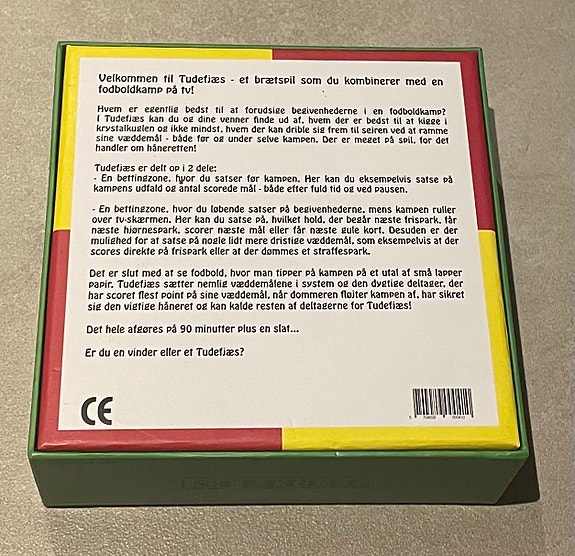 Velkommen til Tudefjæs - et brætspil som du kombinerer med en
fodboldkamp på tv!
Hvem er egentlig bedst til at forudsige begivenhederne i en fodboldkamp?
I Tudefjæs kan du og dine venner finde ud af, hvem der er bedst til at kigge i
krystalkuglen og ikke mindst, hvem der kan drible sig frem til sejren ved at ramme
sine væddemål - både før og under selve kampen. Der er meget på spil, for det
handler om håneretten!
Tudefjæs er delt op i 2 dele:
- En bettingzone, hvor du satser før kampen. Her kan du eksempelvis satse på
kampens udfald og antal scorede mål - både efter fuld tid og ved pausen.
- En bettingzone, hvor du løbende satser på begivenhederne, mens kampen ruller
over tv-skærmen. Her kan du satse på, hvilket hold, der begår næste frispark, får
næste hjørnespark, scorer næste mål eller får næste gule kort. Desuden er der
mulighed for at satse på nogle lidt mere dristige væddemål, som eksempelvis at der
scores direkte på frispark eller at der dømmes et straffespark.
Det er slut med at se fodbold, hvor man tipper på kampen på et utal af små lapper
papir. Tudefjæs sætter nemlig væddemålene i system og den dygtige deltager, der
har scoret flest point på sine væddemål, når dommeren fløjter kampen af, har sikret
sig den vigtige håneret og kan kalde resten af deltagerne for Tudefjæs!
Det hele afgøres på 90 minutter plus en slat...
Er du en vinder eller et Tudefjæs?
CE